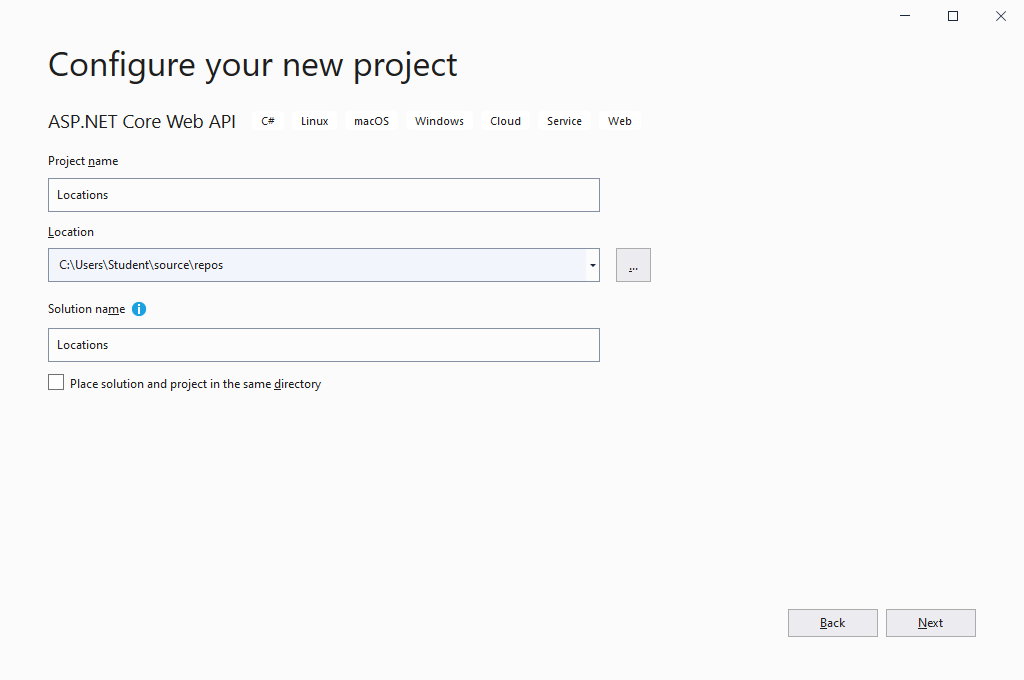 Configure your new project
ASP.NET Core Web API C# Linux macOS Windows Cloud Service Web
Project name
Locations
Location
C:\Users\Student\source\repos
...
Solution name
Locations
Place solution and project in the same directory
Back Next